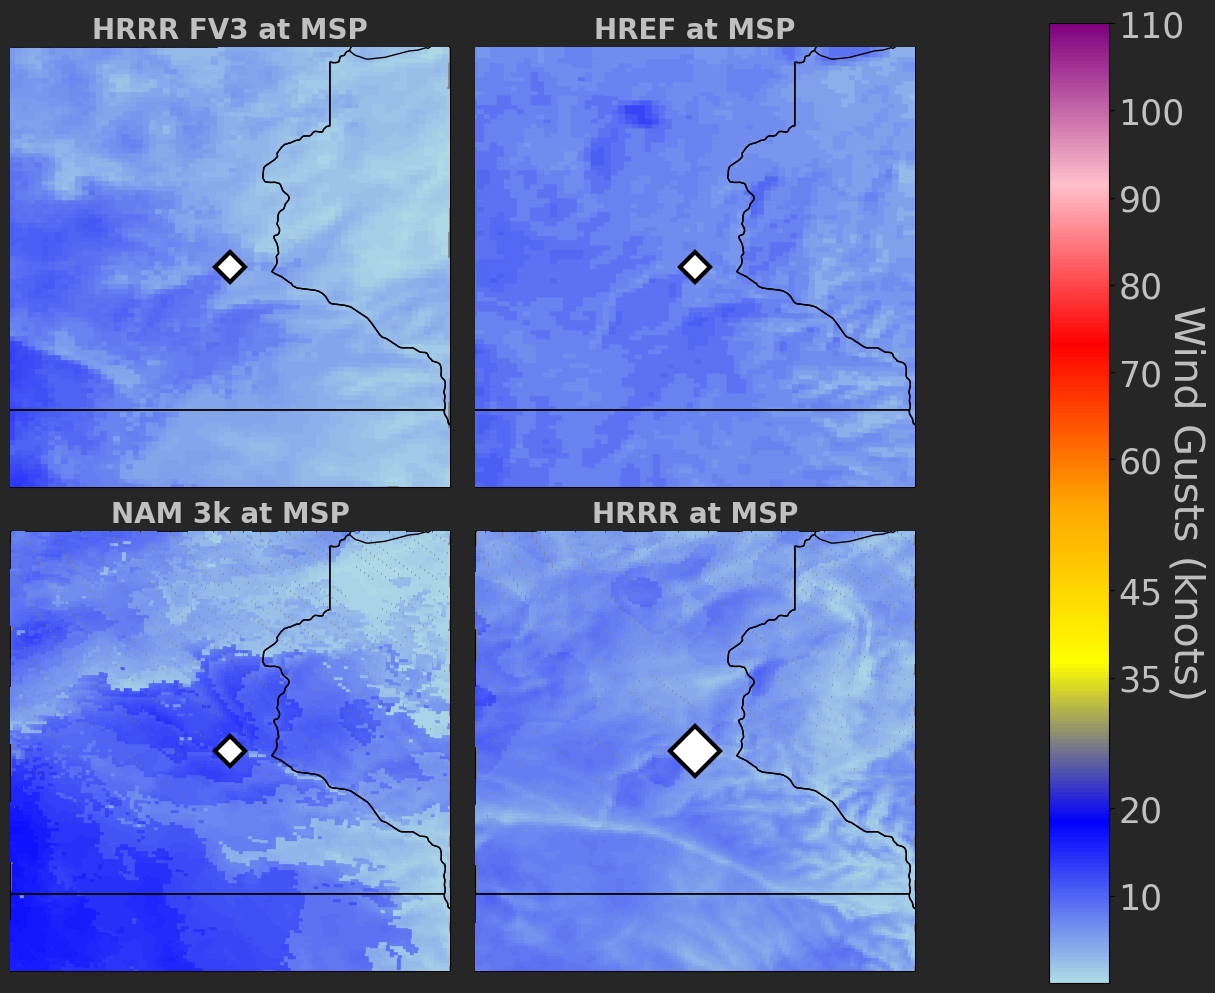 HRRR FV3 at MSP
HREF at MSP
NAM 3k at MSP
HRRR at MSP
110
100
90
80
70
60
45
35
20
10
Wind Gusts (knots)